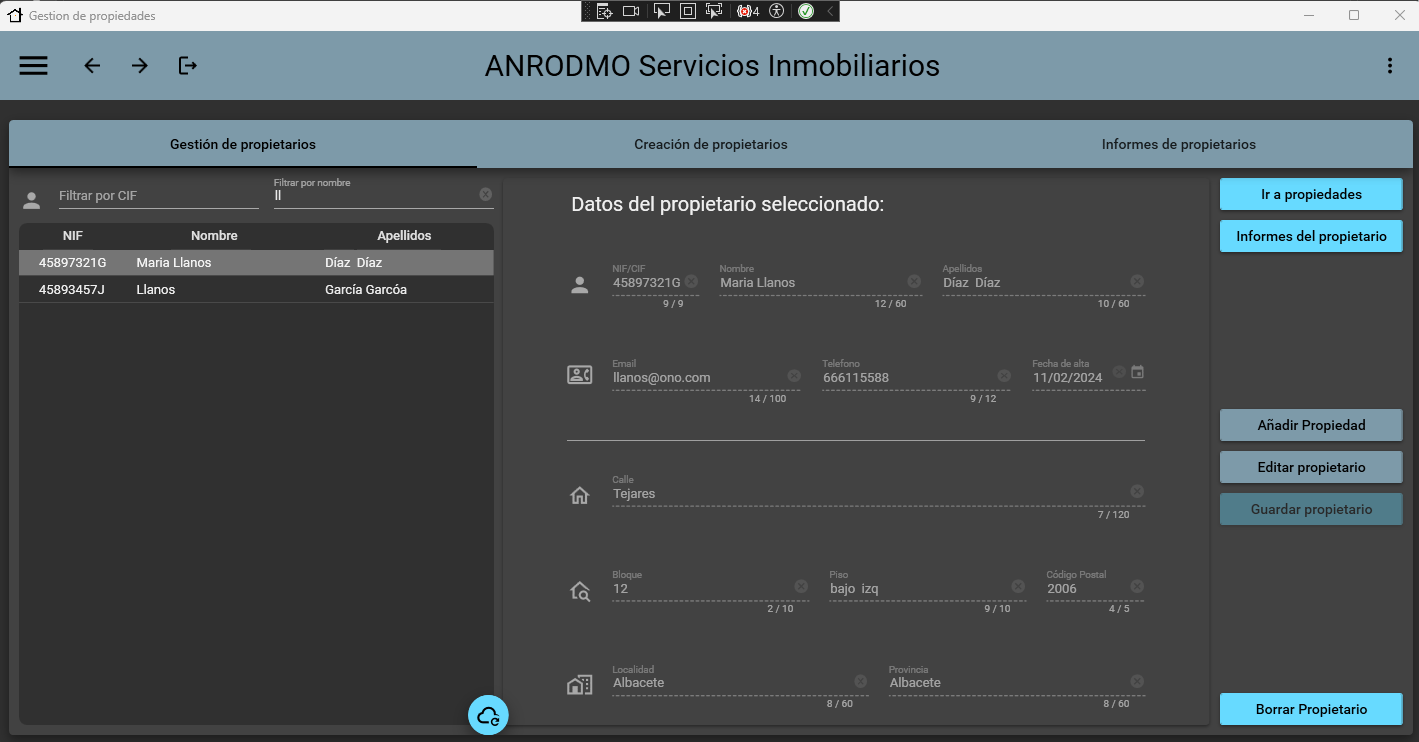 Gestion de propiedades
4
ANRODMO Servicios Inmobiliarios
Gestión de propietarios
Creación de propietarios
Informes de propietarios
Filtrar por CIF
Filtrar por nombre
ll
NIF Nombre Apellidos
45897321G Maria Llanos Díaz Díaz
45893457J Llanos García Garcóa
Datos del propietario seleccionado:
NIF/CIF Nombre Apellidos
45897321G Maria Llanos Díaz Díaz
9 / 9 12 / 60 10 / 60
Email Telefono Fecha de alta
llanos@ono.com 666115588 11/02/2024
14 / 100 9 / 12
Calle
Tejares
7 / 120
Bloque Piso Código Postal
12 bajo izq 2006
2 / 10 9 / 10 4 / 5
Localidad Provincia
Albacete Albacete
8 / 60 8 / 60
Ir a propiedades
Informes del propietario
Añadir Propiedad
Editar propietario
Guardar propietario
Borrar Propietario